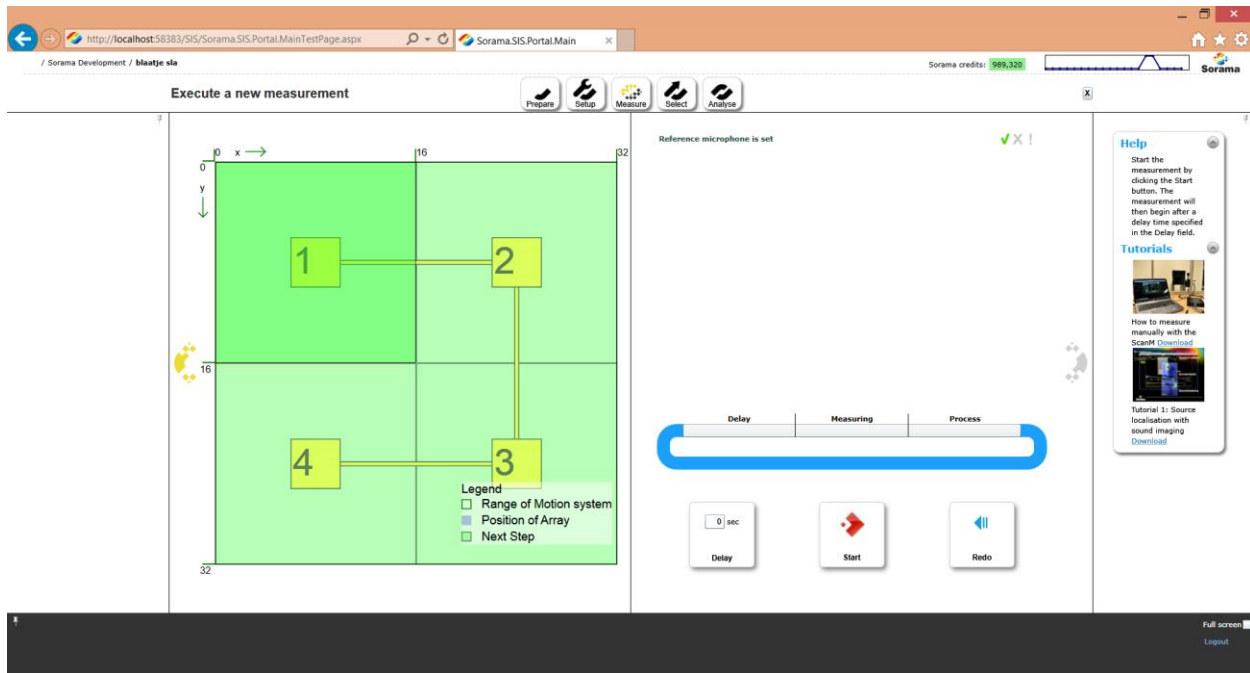 http://localhost:58383/SIS/Sorama.SIS.Portal.MainTestPage.aspx
Sorama.SIS.Portal.Main
/ Sorama Development / blaatje sla
Sorama credits: 989,320
Sorama
Execute a new measurement
Prepare
Setup
Measure
Select
Analyse
X
0 x 16 32
0
y
1
2
16
4
3
Legend
Range of Motion system
Position of Array
Next Step
32
Reference microphone is set
Delay Measuring Process
0 sec
Delay
Start
Redo
Help
Start the
measurement by
clicking the Start
button. The
measurement will
then begin after a
delay time specified
in the Delay field.
Tutorials
How to measure
manually with the
ScanM Download
Tutorial 1: Source
localisation with
sound imaging
Download
Full screen
Logout